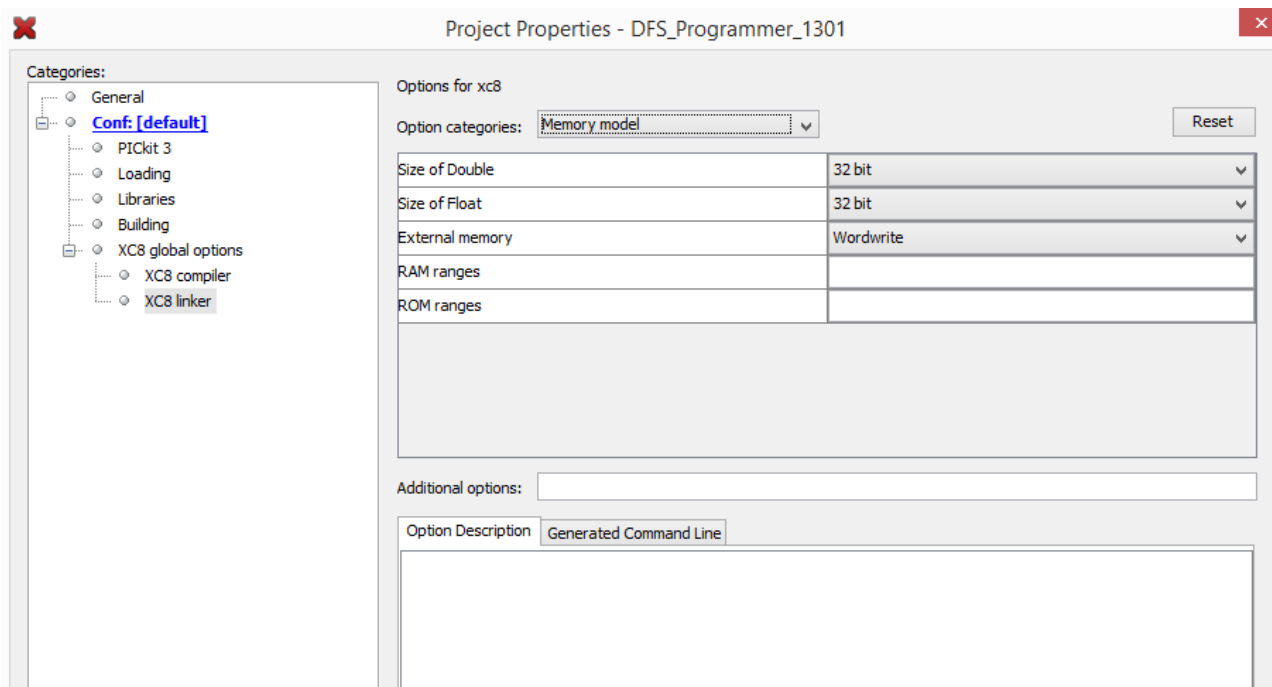 Project Properties - DFS_Programmer_1301
Categories:
General
Conf: [default]
PICkit 3
Loading
Libraries
Building
XC8 global options
XC8 compiler
XC8 linker
Options for xc8
Option categories: Memory model Reset
Size of Double 32 bit
Size of Float 32 bit
External memory Wordwrite
RAM ranges
ROM ranges
Additional options:
Option Description Generated Command Line